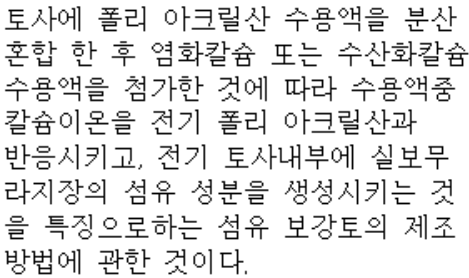 토사에 폴리 아크릴산 수용액을 분산
혼합 한 후 염화칼슘 또는 수산화칼슘
수용액을 첨가한 것에 따라 수용액중
칼슘이온을 전기 폴리 아크릴산과
반응시키고, 전기 토사내부에 실보무
라지장의 섬유 성분을 생성시키는 것
을 특징으로하는 섬유 보강토의 제조
방법에 관한 것이다.